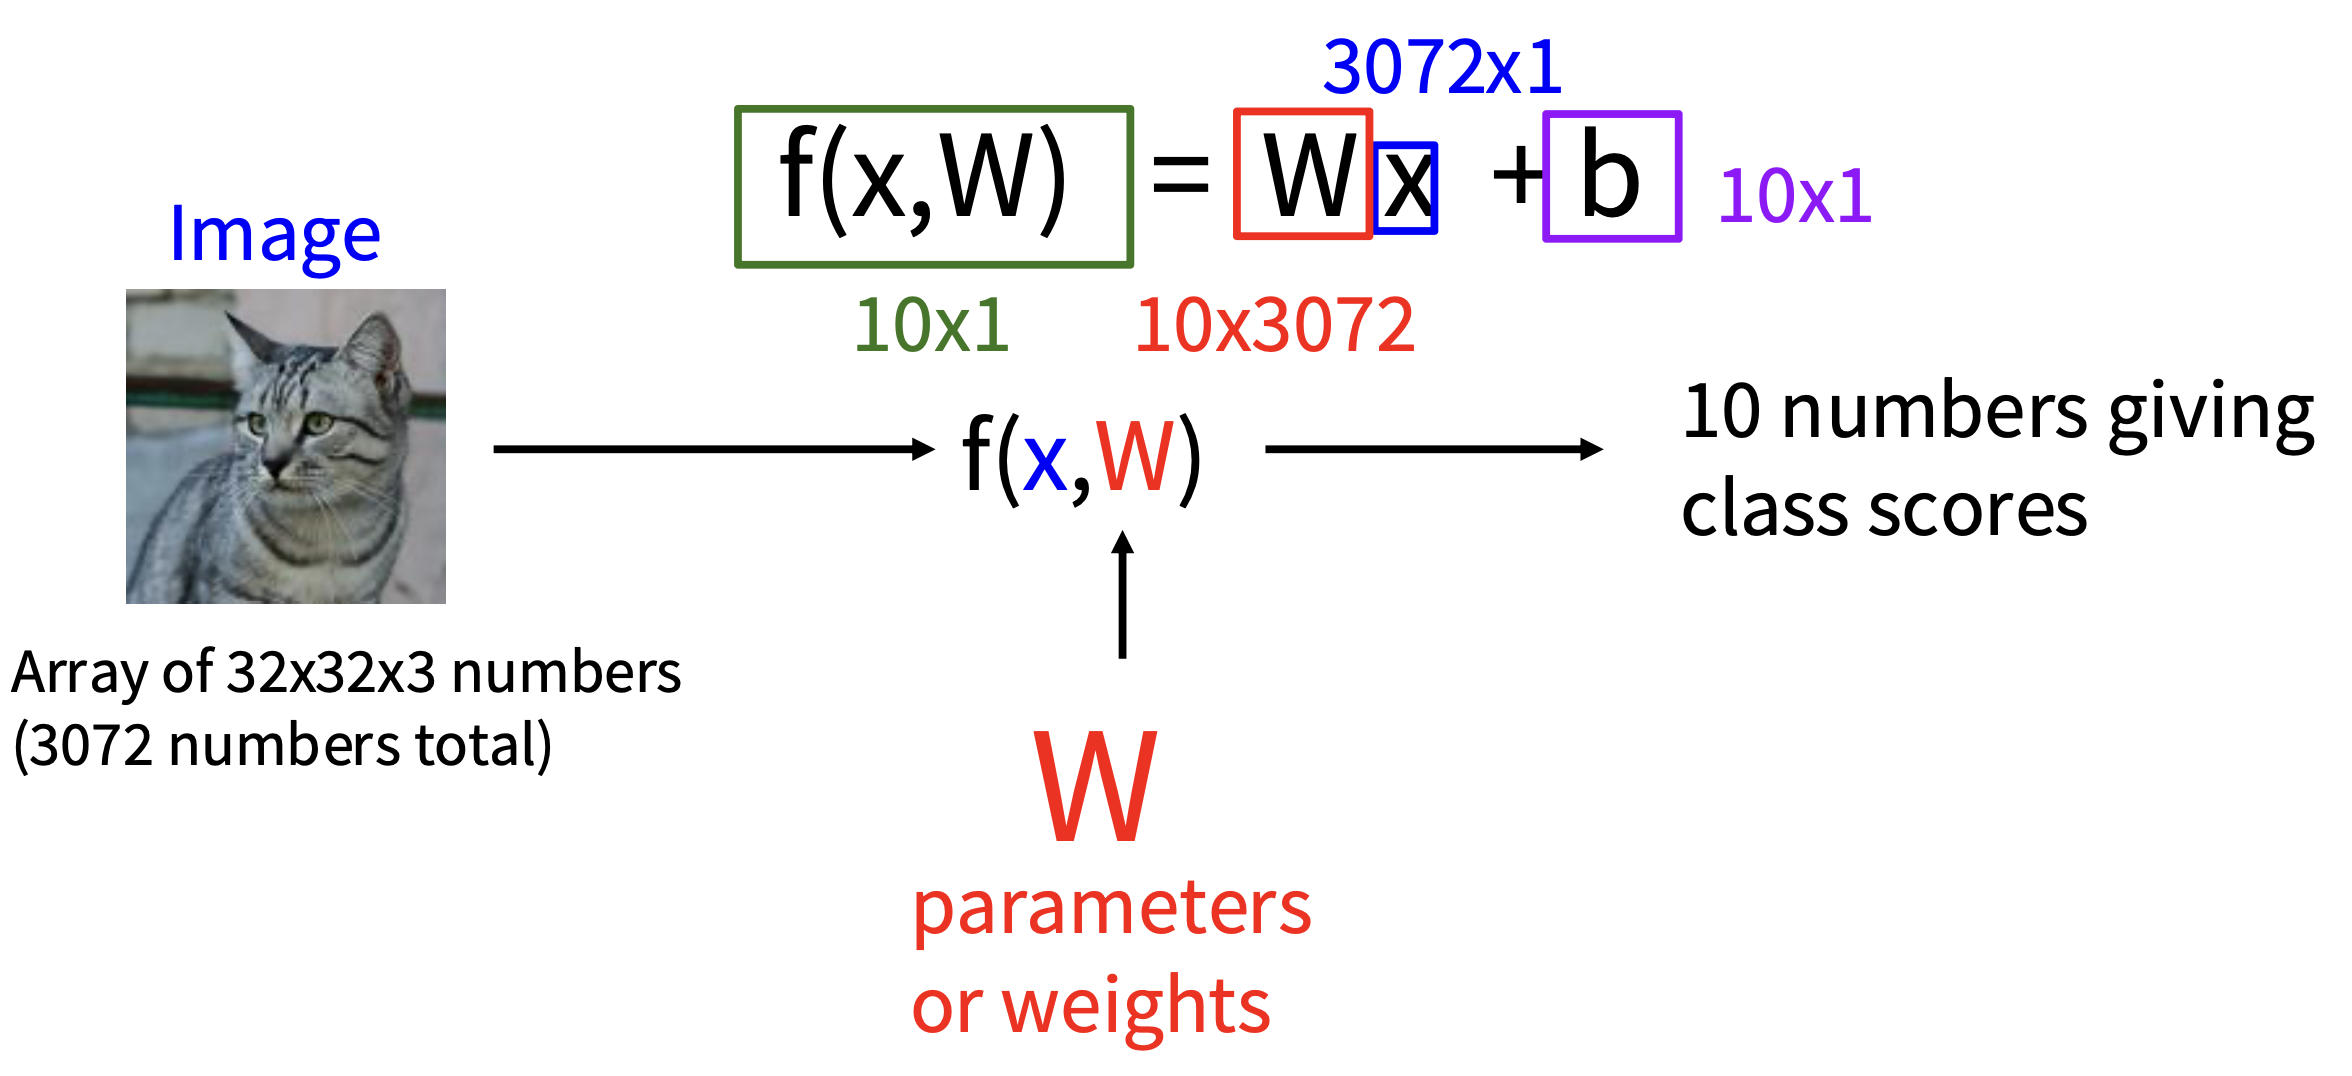 3072x1
f(x,W) = Wx + b
10x1
10x1
10x3072
Image
f(x,W)
10 numbers giving
class scores
Array of 32x32x3 numbers
(3072 numbers total)
W
parameters
or weights